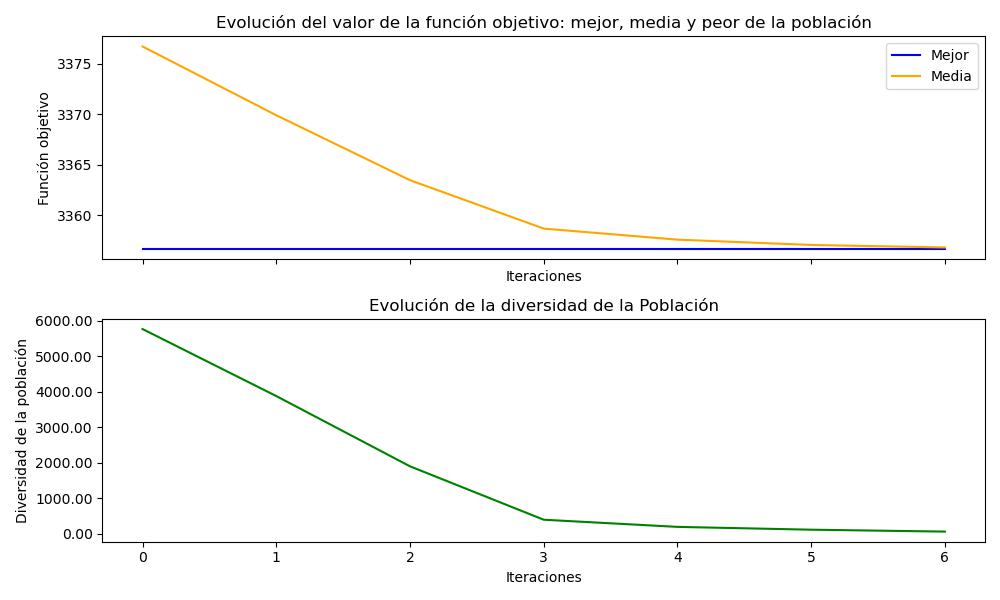 Evolución del valor de la función objetivo: mejor, media y peor de la población
Función objetivo
3375
3370
3365
3360
Mejor
Media
Iteraciones
Evolución de la diversidad de la Población
Diversidad de la población
6000.00
5000.00
4000.00
3000.00
2000.00
1000.00
0.00
0 1 2 3 4 5 6
Iteraciones